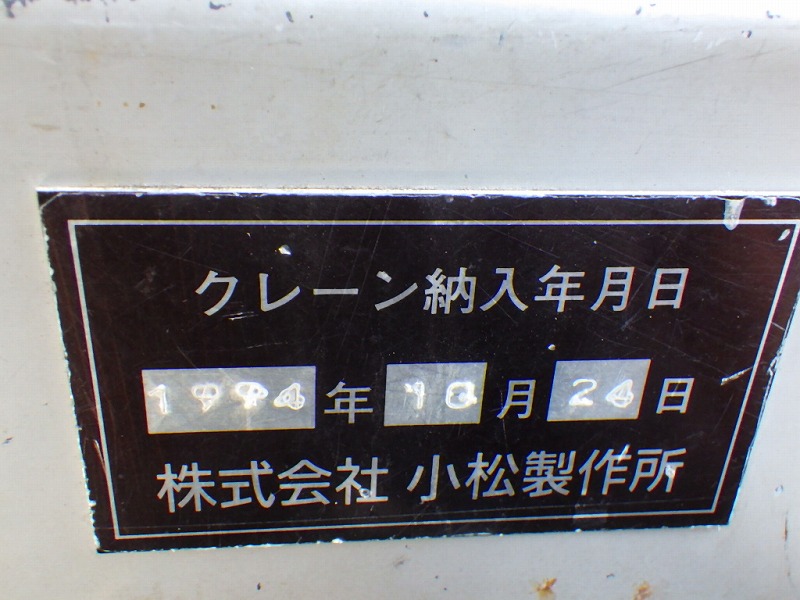 クレーン納入年月日
1994年10月24日
株式会社 小松製作所